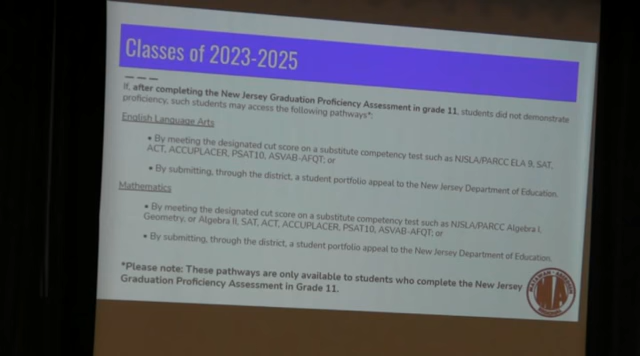 Classes of 2023-2025
If, after completing the New Jersey Graduation Proficiency Assessment in grade 11, students did not demonstrate
proficiency, such students may access the following pathways*:
English Language Arts
• By meeting the designated cut score on a substitute competency test such as NJSLA/PARCC ELA 9, SAT,
ACT, ACCUPLACER, PSAT10, ASVAB-AFQT; or
• By submitting, through the district, a student portfolio appeal to the New Jersey Department of Education.
Mathematics
• By meeting the designated cut score on a substitute competency test such as NJSLA/PARCC Algebra I,
Geometry, or Algebra II, SAT, ACT, ACCUPLACER, PSAT10, ASVAB-AFQT; or
• By submitting, through the district, a student portfolio appeal to the New Jersey Department of Education.
*Please note: These pathways are only available to students who complete the New Jersey
Graduation Proficiency Assessment in Grade 11.